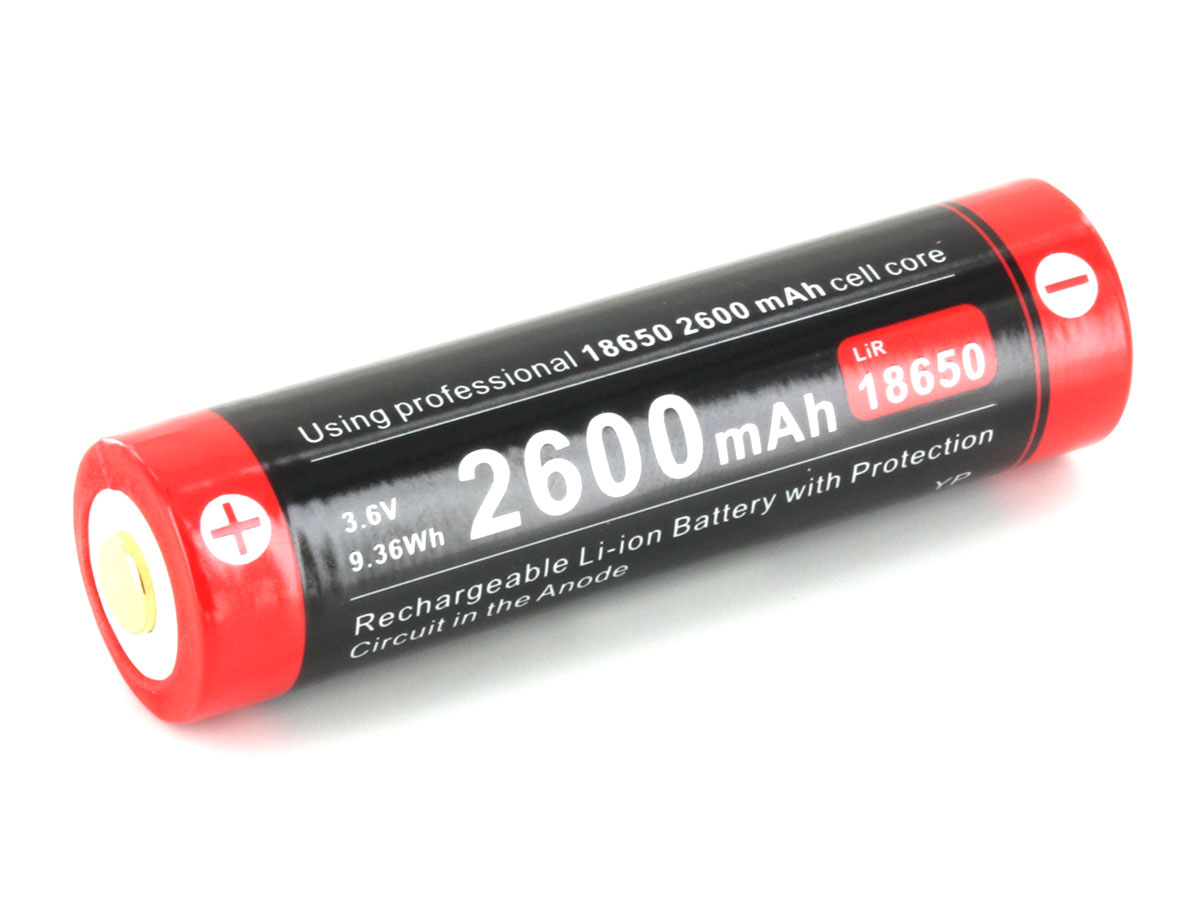 Using professional 18650 2600 mAh cell core
3.6V
9.36Wh
2600mAh
LiR
18650
Rechargeable Li-ion Battery with Protection
Circuit in the Anode
YP
+
−